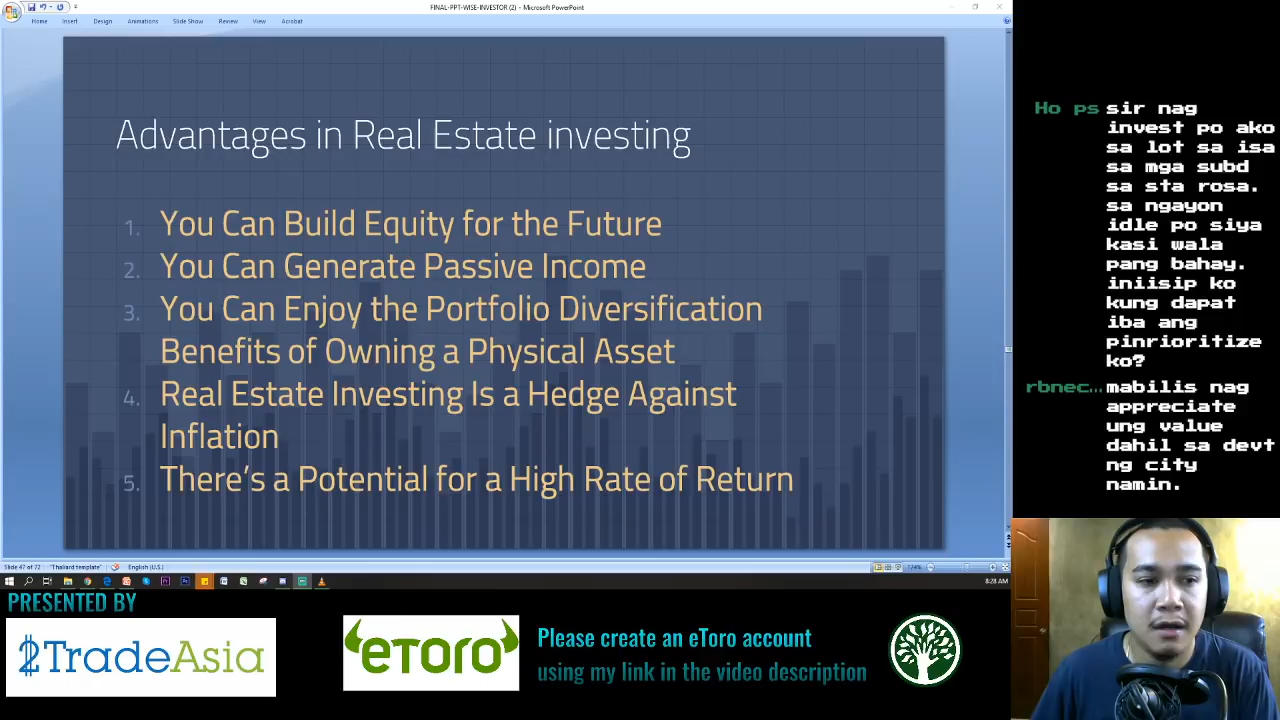 FINAL-PPT-WISE-INVESTOR (2) - Microsoft PowerPoint
Home Insert Design Animations Slide Show Review View Acrobat
Advantages in Real Estate investing
1. You Can Build Equity for the Future
2. You Can Generate Passive Income
3. You Can Enjoy the Portfolio Diversification
Benefits of Owning a Physical Asset
4. Real Estate Investing Is a Hedge Against
Inflation
5. There's a Potential for a High Rate of Return
Slide 47 of 72 "Thaliard template" English (U.S.) 174%
8:28 AM
Ho ps sir nag
invest po ako
sa lot sa isa
sa mga subd
sa sta rosa.
sa ngayon
idle po siya
kasi wala
pang bahay.
iniisip ko
kung dapat
iba ang
pinrioritize
ko?
rbnec... mabilis nag
appreciate
ung value
dahil sa devt
ng city
namin.
PRESENTED BY
2TradeAsia
eToro
Please create an eToro account
using my link in the video description